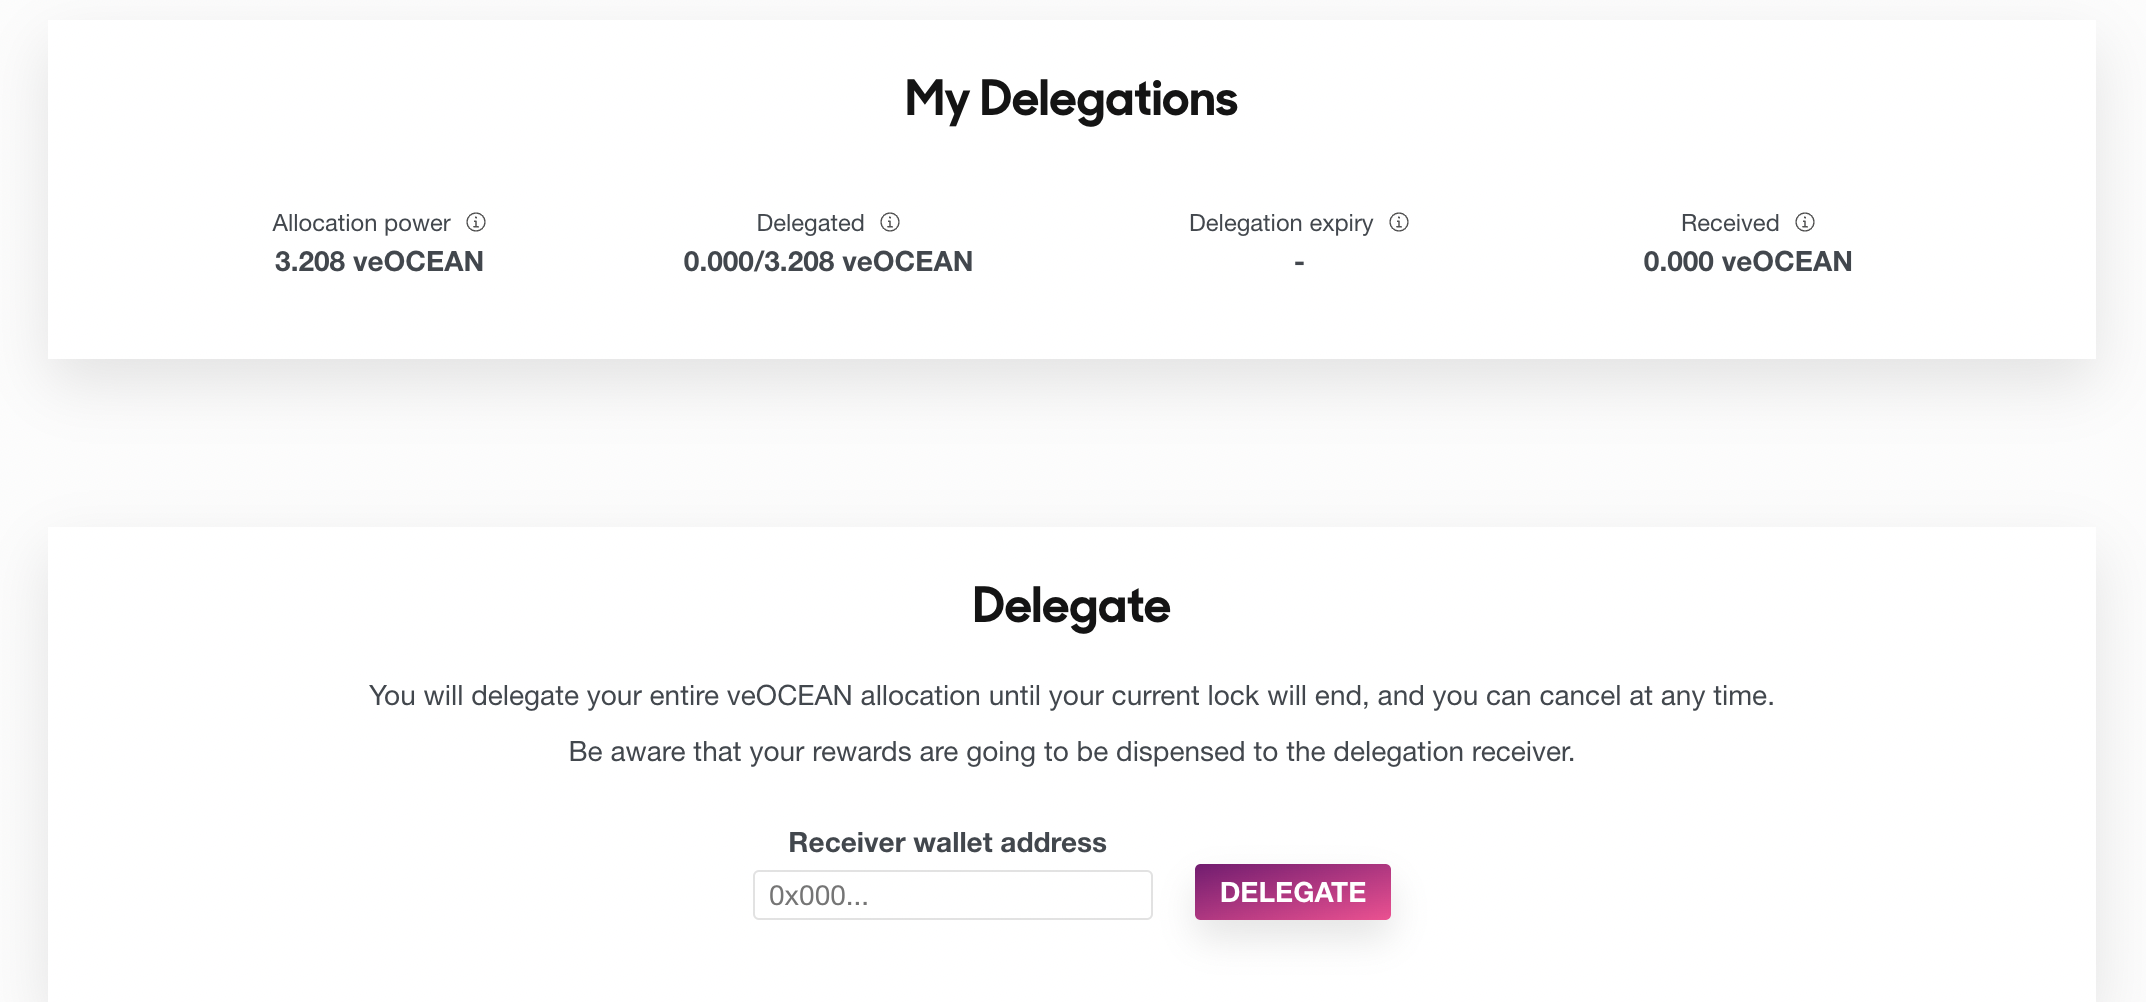 My Delegations
Allocation power
3.208 veOCEAN
Delegated
0.000/3.208 veOCEAN
Delegation expiry
-
Received
0.000 veOCEAN
Delegate
You will delegate your entire veOCEAN allocation until your current lock will end, and you can cancel at any time.
Be aware that your rewards are going to be dispensed to the delegation receiver.
Receiver wallet address
0x000...
DELEGATE